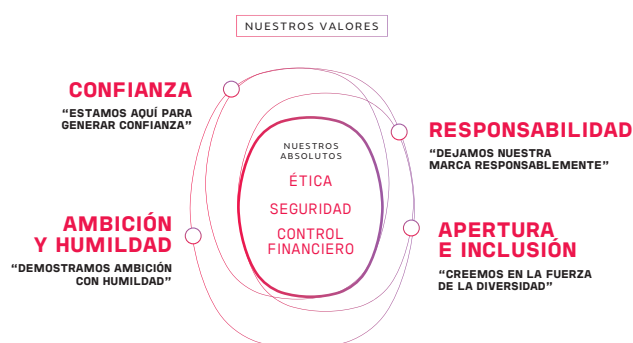 NUESTROS VALORES
CONFIANZA
“ESTAMOS AQUÍ PARA
GENERAR CONFIANZA”
RESPONSABILIDAD
“DEJAMOS NUESTRA
MARCA RESPONSABLEMENTE”
NUESTROS
ABSOLUTOS
ÉTICA
SEGURIDAD
CONTROL
FINANCIERO
AMBICIÓN
Y HUMILDAD
“DEMOSTRAMOS AMBICIÓN
CON HUMILDAD”
APERTURA
E INCLUSIÓN
“CREEMOS EN LA FUERZA
DE LA DIVERSIDAD”